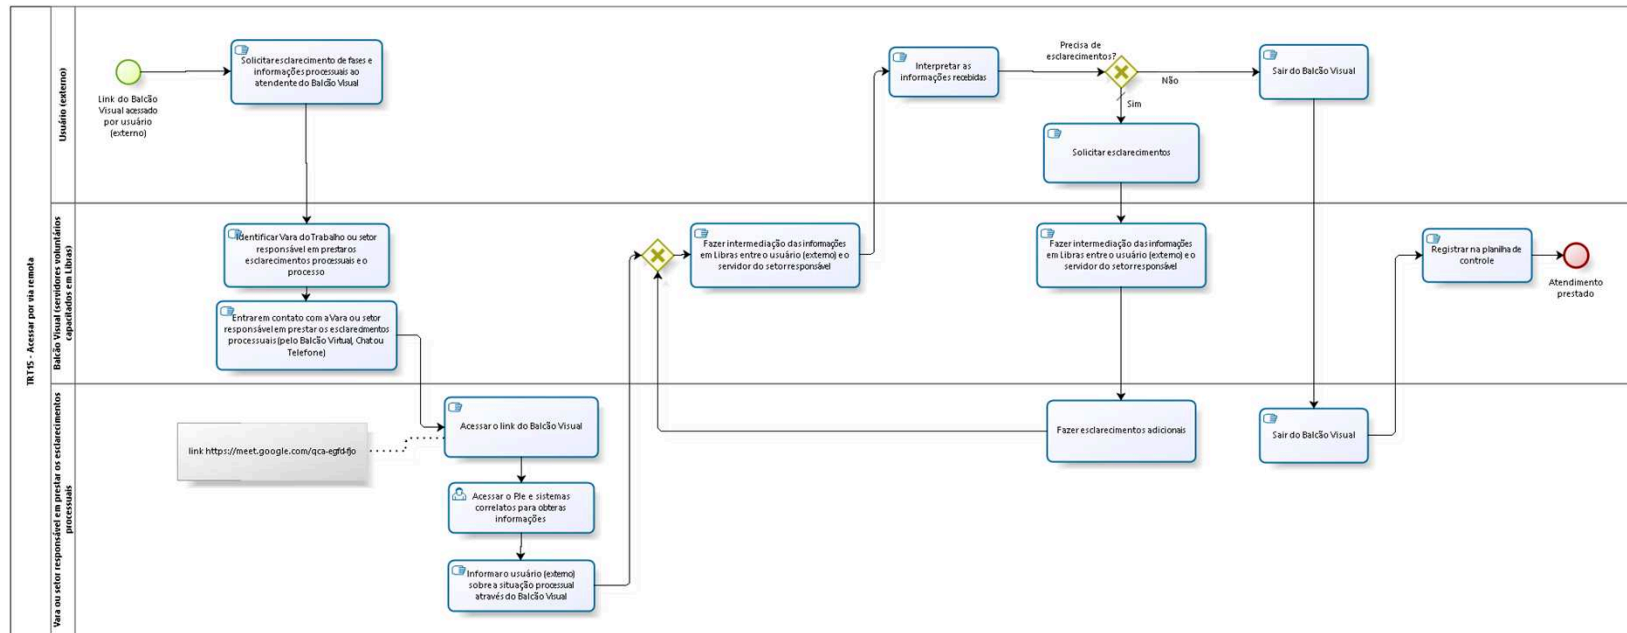 TRT15 - Acessar por via remota
Usuário (externo)
Link do Balcão
Visual acessado
por usuário
(externo)
Solicitar esclarecimento de fases e
informações processuais ao
atendente do Balcão Visual
Interpretar as
informações recebidas
Precisa de
esclarecimentos?
Não
Sim
Sair do Balcão Visual
Solicitar esclarecimentos
Balcão Visual (servidores voluntários
capacitados em Libras)
Identificar Vara do Trabalho ou setor
responsável em prestar os
esclarecimentos processuais e o
processo
Entrar em contato com a Vara ou setor
responsável em prestar os esclarecimentos
processuais (pelo Balcão Virtual, Chat ou
Telefone)
Fazer intermediação das informações
em Libras entre o usuário (externo) e o
servidor do setor responsável
Fazer intermediação das informações
em Libras entre o usuário (externo) e o
servidor do setor responsável
Registrar na planilha de
controle
Atendimento
prestado
Vara ou setor responsável em prestar os esclarecimentos
processuais
link https://meet.google.com/qca-egfd-fjo
Acessar o link do Balcão Visual
Acessar o PJe e sistemas
correlatos para obter as
informações
Informar o usuário (externo)
sobre a situação processual
através do Balcão Visual
Fazer esclarecimentos adicionais
Sair do Balcão Visual